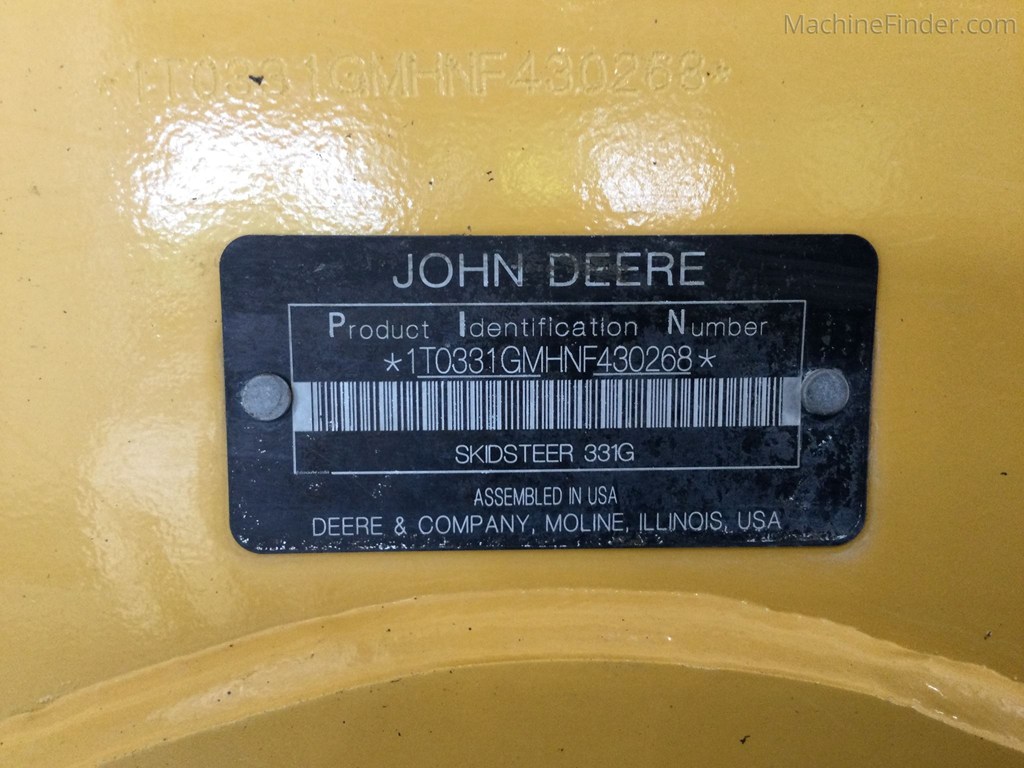 MachineFinder.com
*1T0331GMHNF430268*
JOHN DEERE
Product Identification Number
*1T0331GMHNF430268*
SKIDSTEER 331G
ASSEMBLED IN USA
DEERE & COMPANY, MOLINE, ILLINOIS, USA